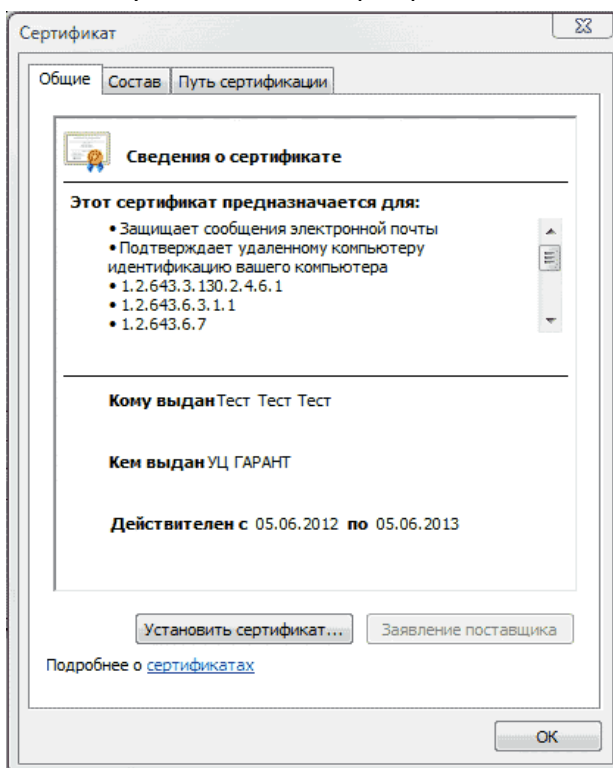 Сертификат
Общие Состав Путь сертификации
Сведения о сертификате
Этот сертификат предназначается для:
• Защищает сообщения электронной почты
• Подтверждает удаленному компьютеру
идентификацию вашего компьютера
• 1.2.643.3.130.2.4.6.1
• 1.2.643.6.3.1.1
• 1.2.643.6.7
Кому выдан Тест Тест Тест
Кем выдан УЦ ГАРАНТ
Действителен с 05.06.2012 по 05.06.2013
Установить сертификат... Заявление поставщика
Подробнее о сертификатах
ОК